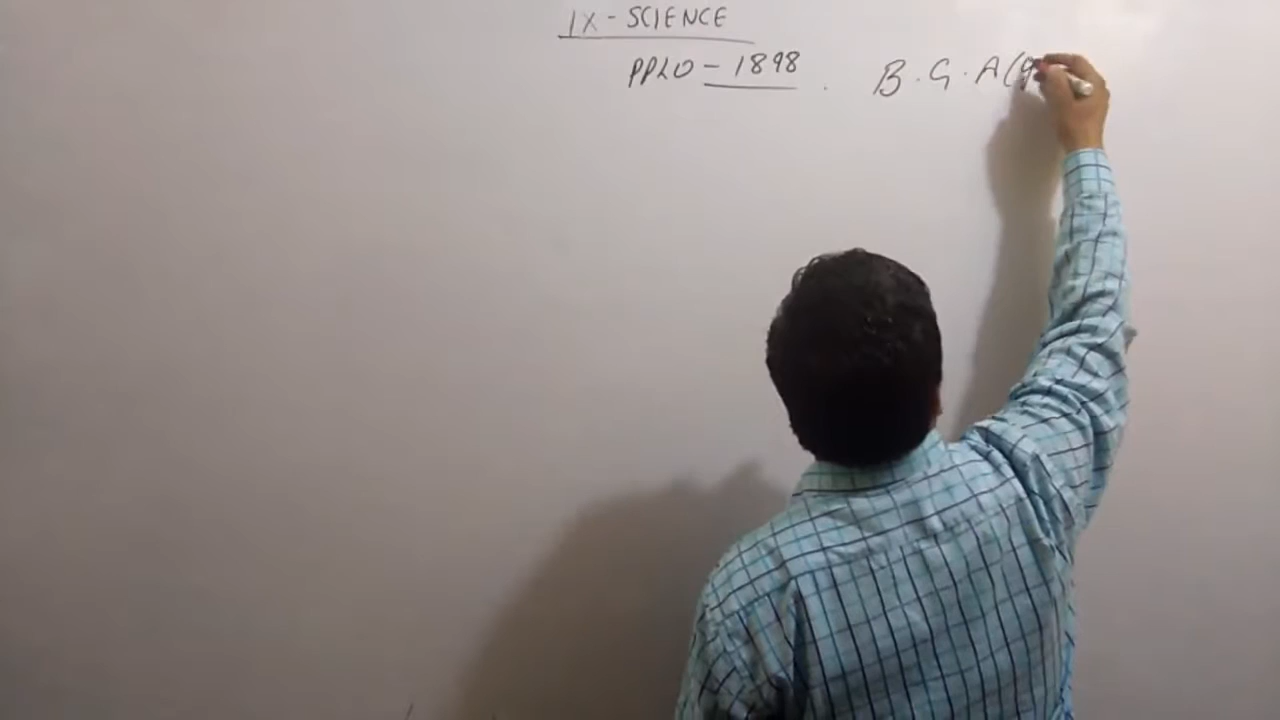 IX - SCIENCE
PPLO - 1898. B.G.A(